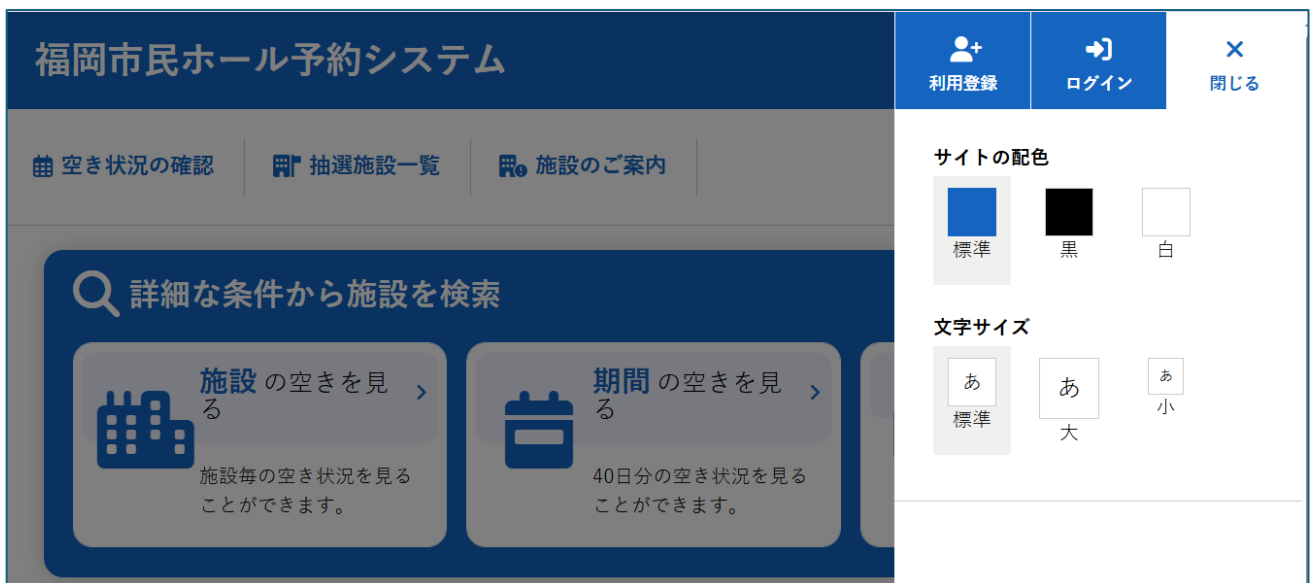 福岡市民ホール予約システム
利用登録
ログイン
閉じる
空き状況の確認
抽選施設一覧
施設のご案内
詳細な条件から施設を検索
施設 の空きを見
る
施設毎の空き状況を見る
ことができます。
期間 の空きを見
る
40日分の空き状況を見る
ことができます。
サイトの配色
標準
黒
白
文字サイズ
あ
標準
あ
大
あ
小